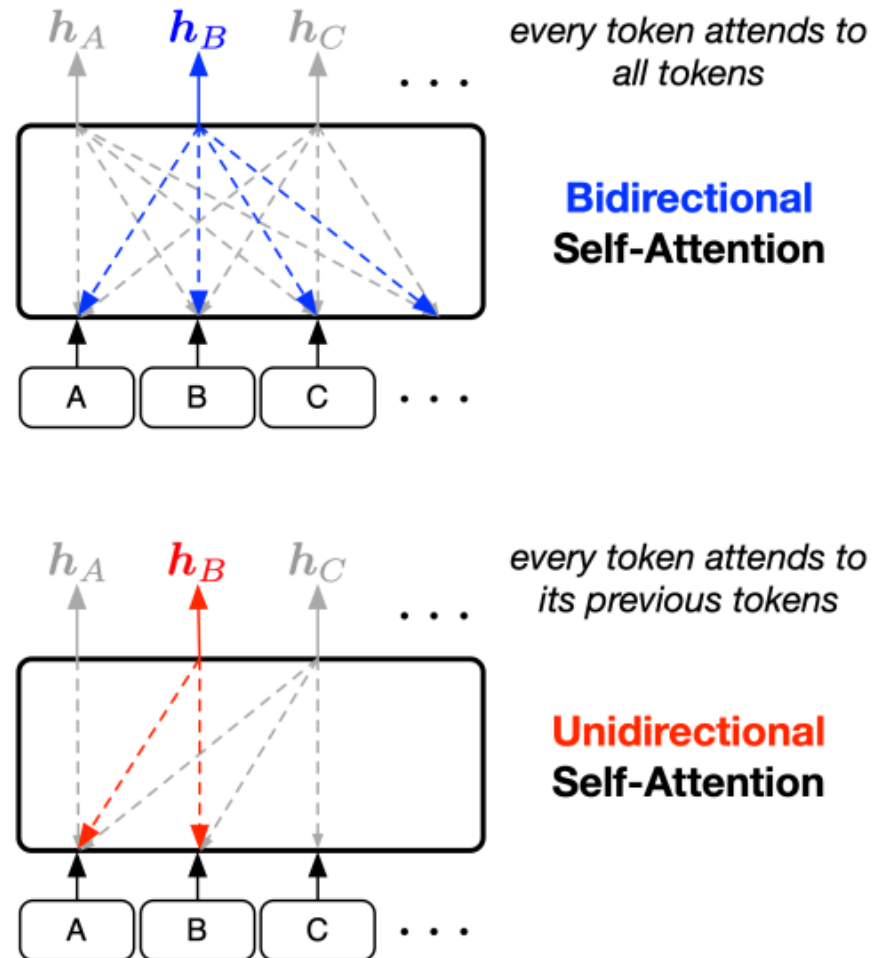 h_A h_B h_C
. . .
every token attends to
all tokens
Bidirectional
Self-Attention
A B C . . .
h_A h_B h_C
. . .
every token attends to
its previous tokens
Unidirectional
Self-Attention
A B C . . .